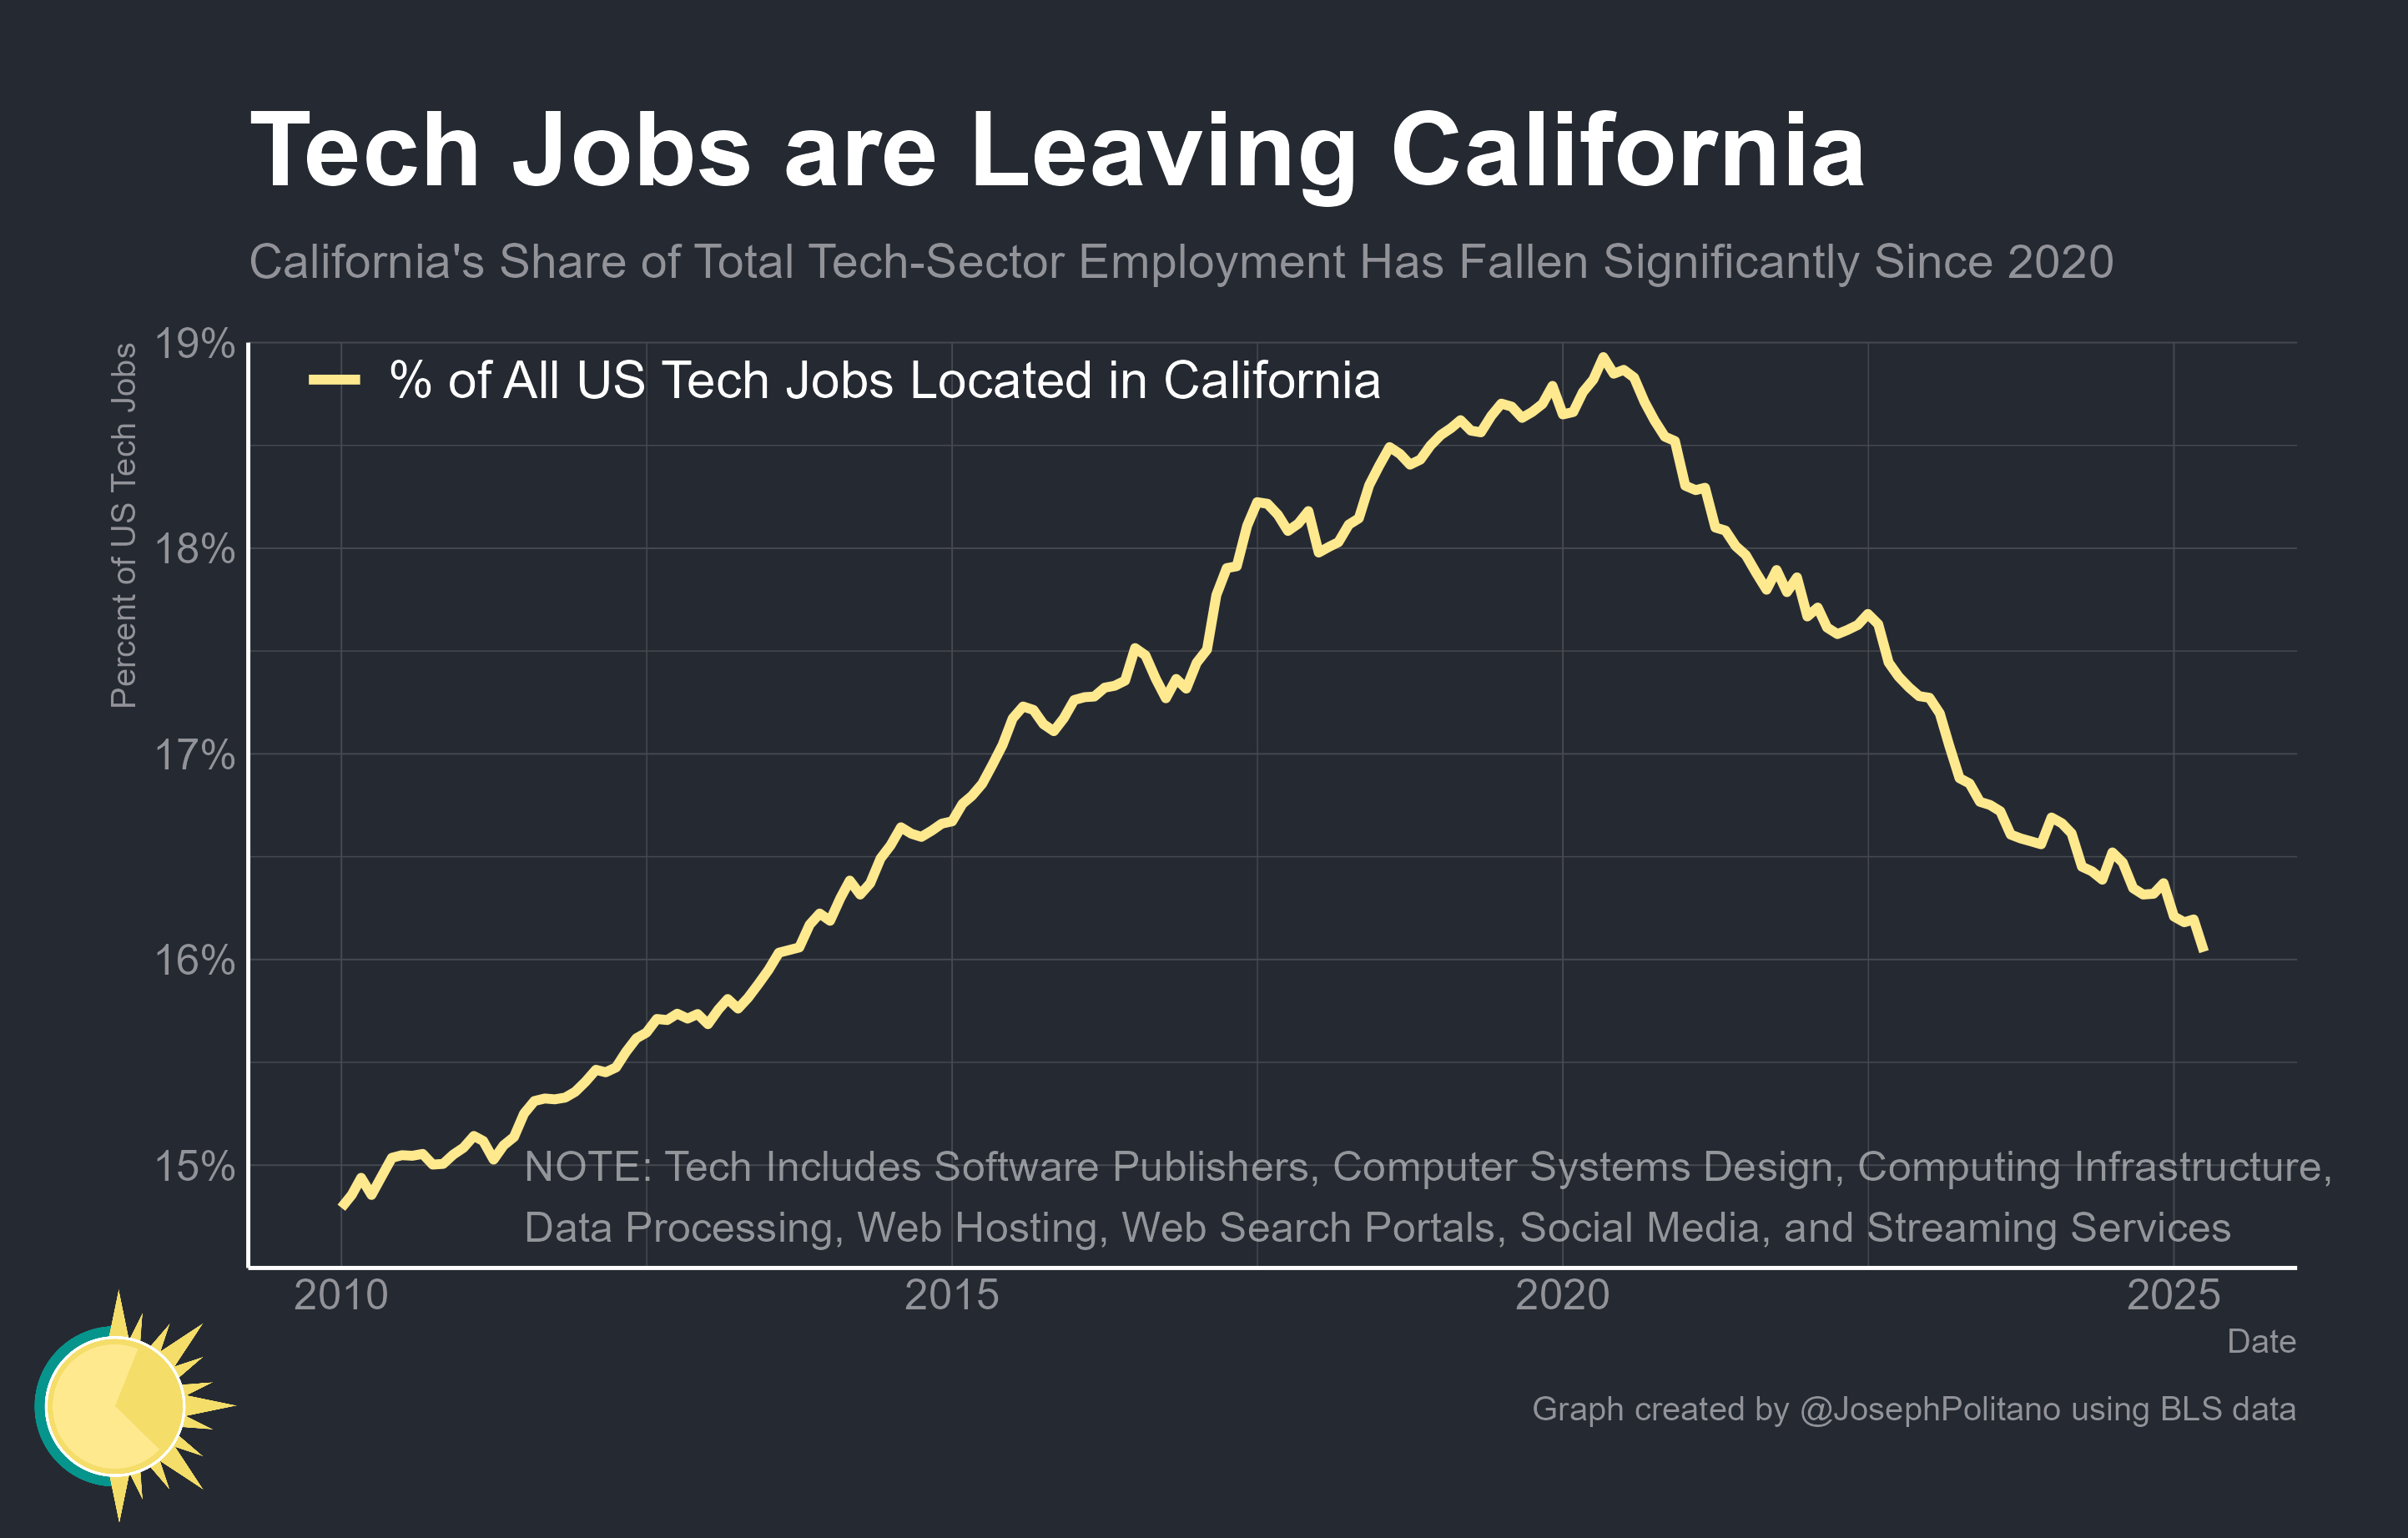 Tech Jobs are Leaving California
California's Share of Total Tech-Sector Employment Has Fallen Significantly Since 2020
Percent of US Tech Jobs
19%
% of All US Tech Jobs Located in California
18%
17%
16%
15%
NOTE: Tech Includes Software Publishers, Computer Systems Design, Computing Infrastructure,
Data Processing, Web Hosting, Web Search Portals, Social Media, and Streaming Services
2010 2015 2020 2025
Date
Graph created by @JosephPolitano using BLS data